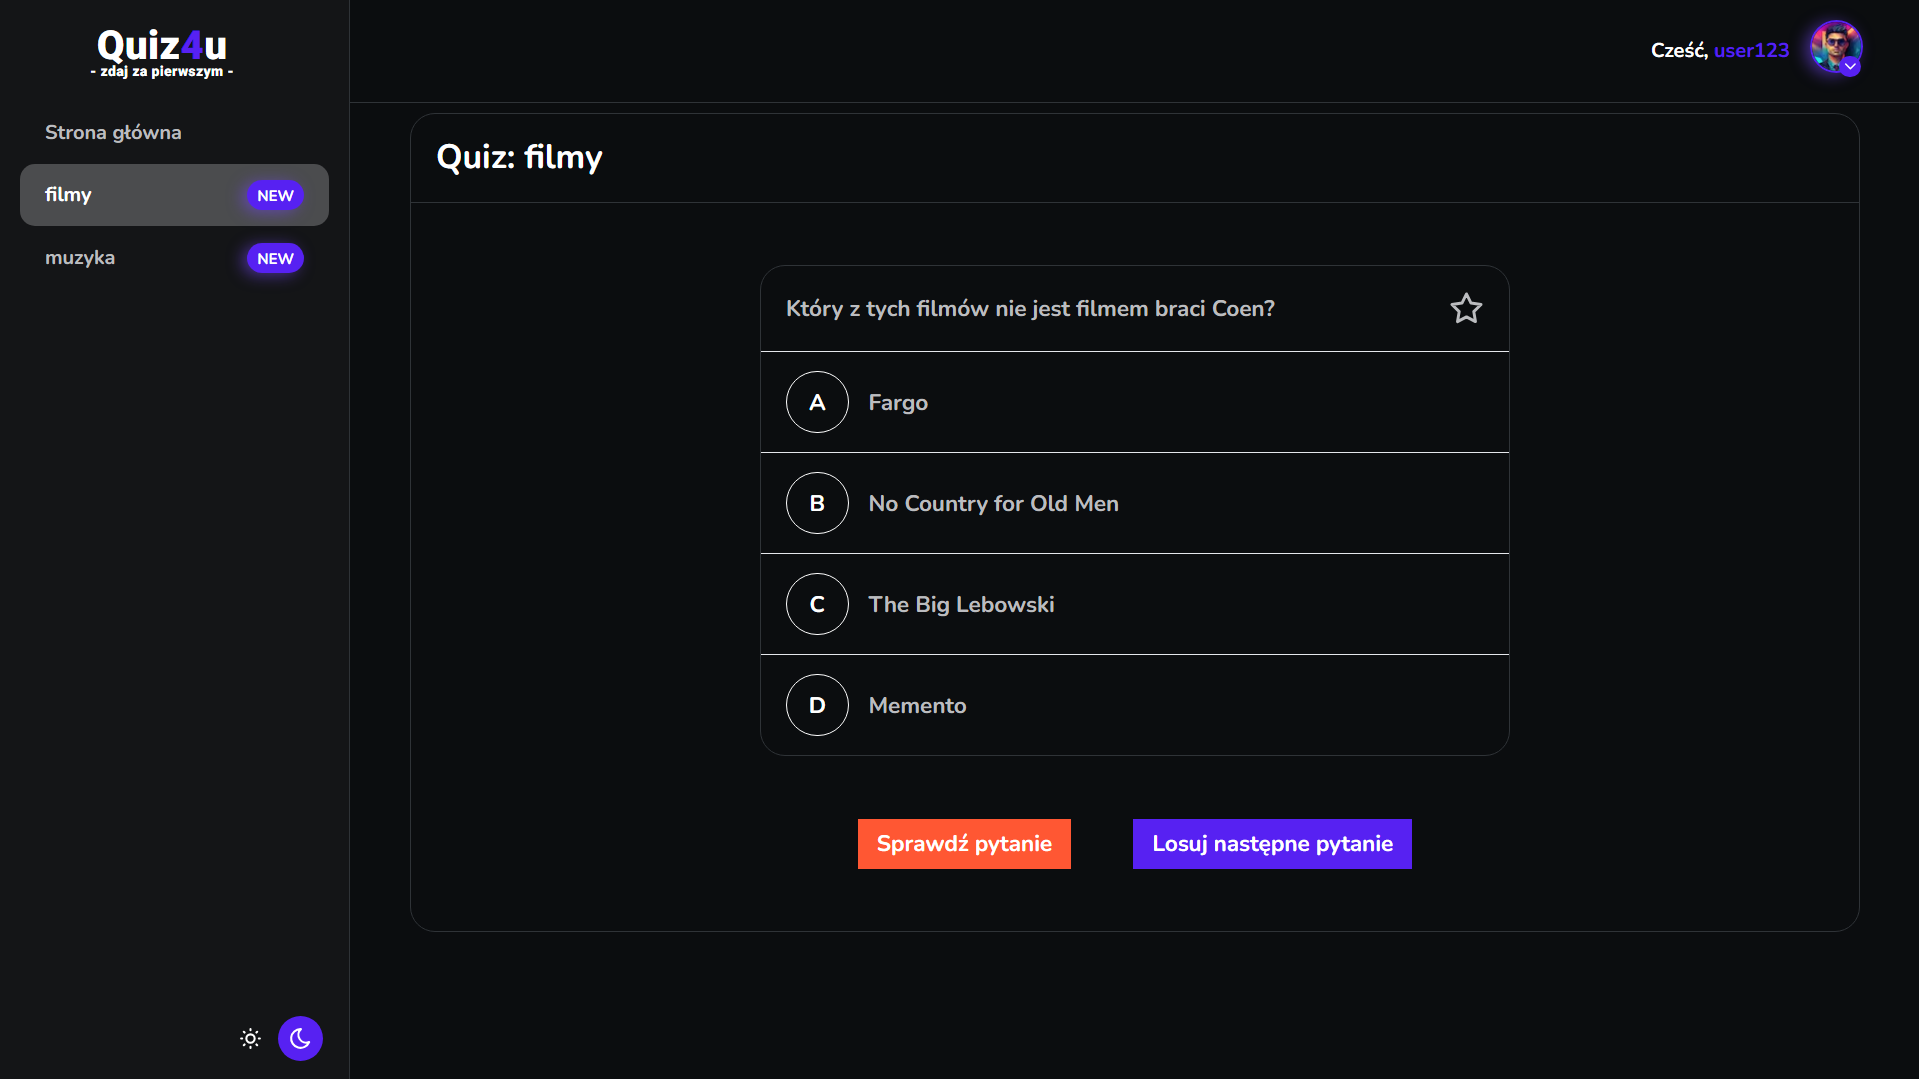 Quiz4u
- zdaj za pierwszym -
Strona główna
filmy NEW
muzyka NEW
Cześć, user123
Quiz: filmy
Który z tych filmów nie jest filmem braci Coen?
A Fargo
B No Country for Old Men
C The Big Lebowski
D Memento
Sprawdź pytanie
Losuj następne pytanie